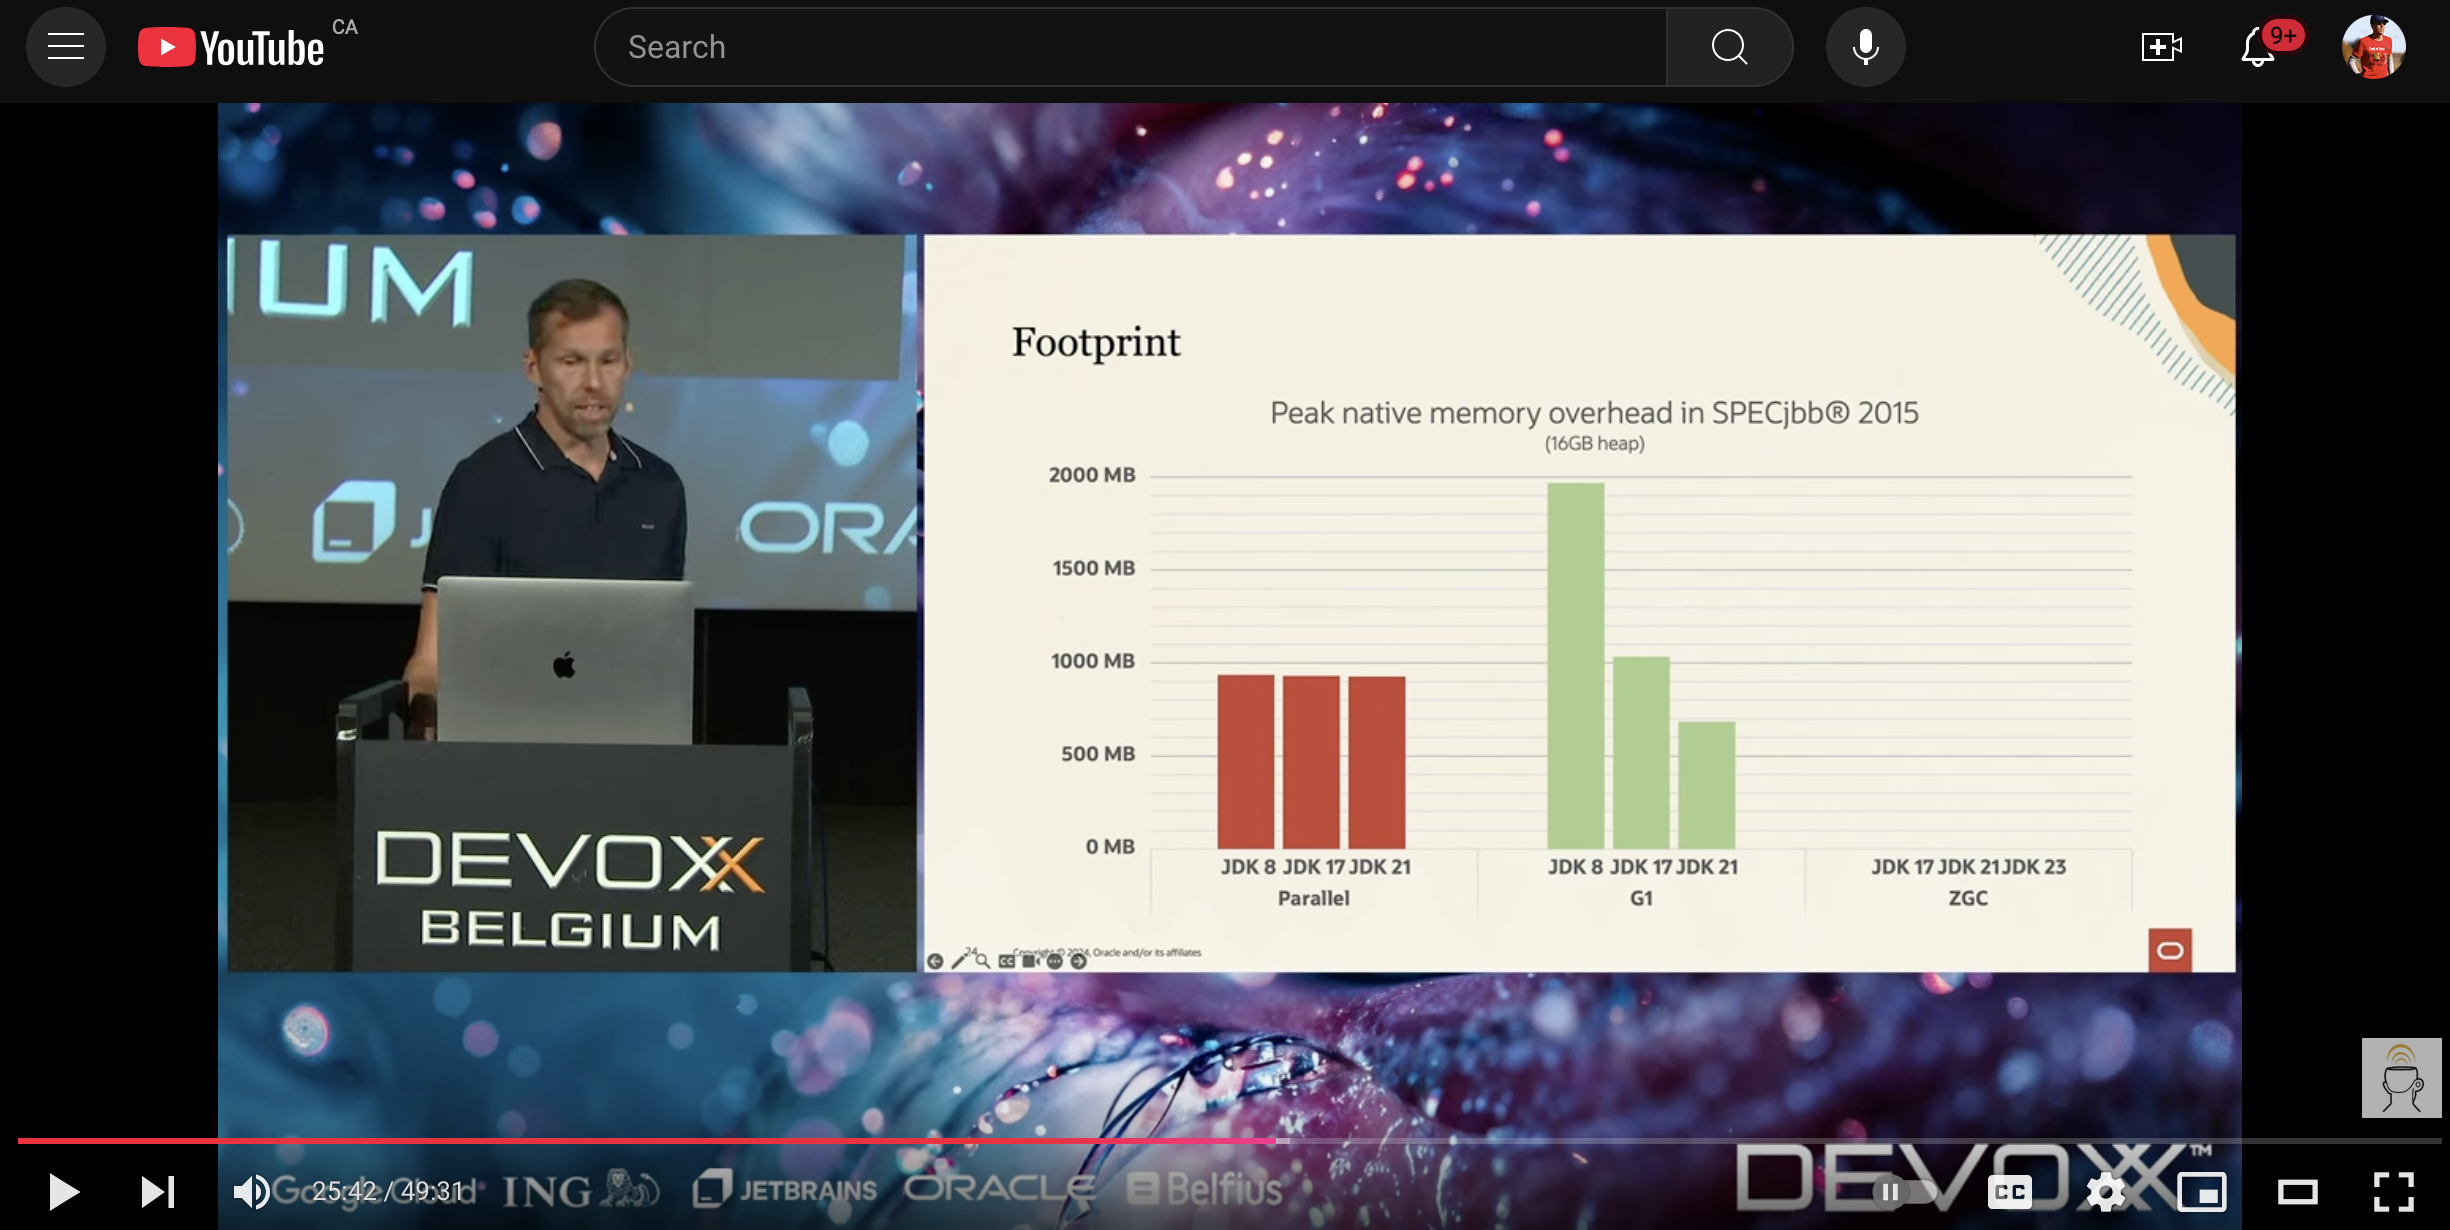 YouTube CA
Search
9+
IUM
ORA
DEVOXX
BELGIUM
Footprint
Peak native memory overhead in SPECjbb® 2015
(16GB heap)
2000 MB
1500 MB
1000 MB
500 MB
0 MB
JDK 8 JDK 17 JDK 21
Parallel
JDK 8 JDK 17 JDK 21
G1
JDK 17 JDK 21 JDK 23
ZGC
24
Copyright © 2024, Oracle and/or its affiliates
CC
25:42 / 49:31
Google Cloud
ING
JETBRAINS
ORACLE
Belfius
DEVOXX™
CC